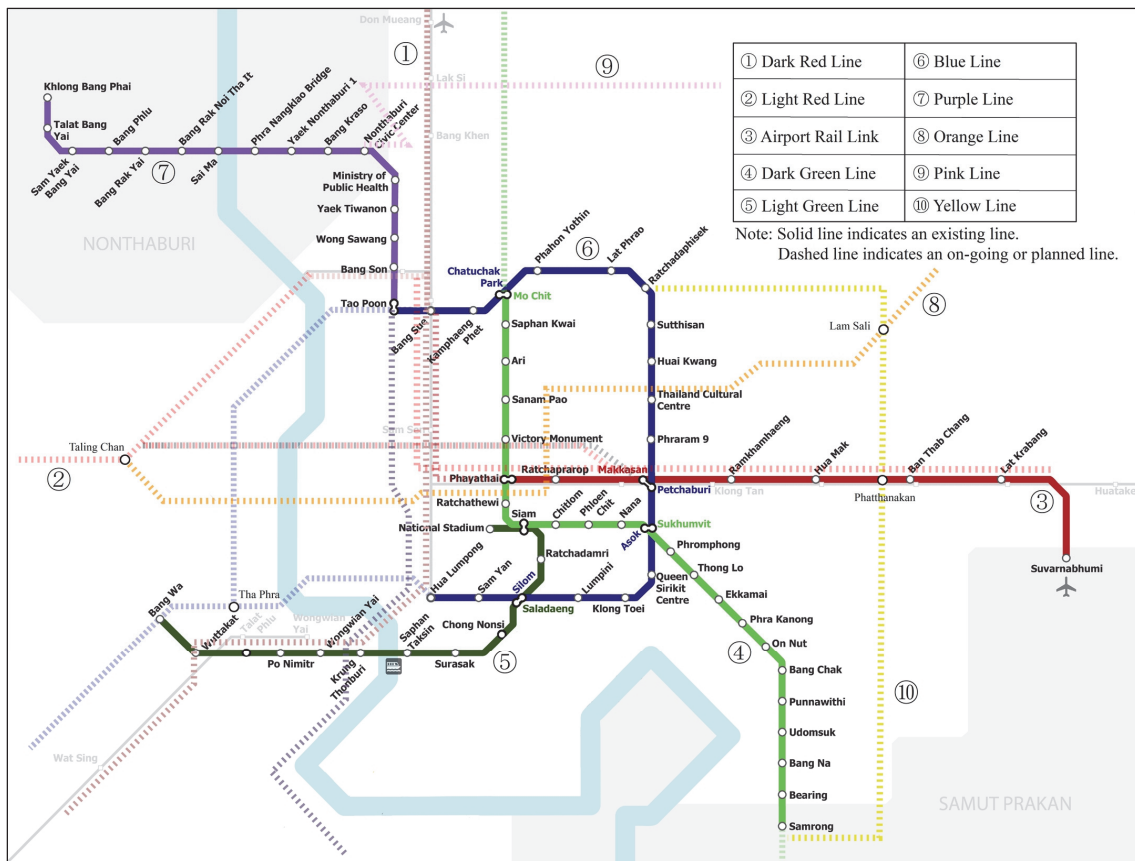 Don Mueang
①
⑨
Lak Si
Bang Khen
① Dark Red Line
⑥ Blue Line
② Light Red Line
⑦ Purple Line
③ Airport Rail Link
⑧ Orange Line
④ Dark Green Line
⑨ Pink Line
⑤ Light Green Line
⑩ Yellow Line
Note: Solid line indicates an existing line.
Dashed line indicates an on-going or planned line.
Khlong Bang Phai
Talat Bang
Yai
Sam Yaek
Bang Yai
Bang Phlu
Bang Rak Yai
Bang Rak Noi Tha It
Sai Ma
Phra Nangklao Bridge
Yaek Nonthaburi 1
Bang Kraso
Nonthaburi
Civic Center
⑦
Ministry of
Public Health
Yaek Tiwanon
Wong Sawang
Bang Son
Tao Poon
NONTHABURI
Bang Sue
Kamphaeng
Phet
Chatuchak
Park
Mo Chit
Phahon Yothin
⑥
Lat Phrao
Ratchadaphisek
Saphan Kwai
Ari
Sanam Pao
Victory Monument
Sutthisan
Huai Kwang
Thailand Cultural
Centre
Phraram 9
Lam Sali
⑧
Sam Sen
Taling Chan
②
Phayathai
Ratchaprarop
Makkasan
Petchaburi
Ramkhamhaeng
Klong Tan
Hua Mak
Phatthanakan
Ban Thab Chang
Lat Krabang
Huatake
③
Suvarnabhumi
Ratchathewi
Siam
National Stadium
Chitlom
Phloen
Chit
Nana
Asok
Sukhumvit
Ratchadamri
Silom
Saladaeng
Hua Lumpong
Sam Yan
Lumpini
Klong Toei
Queen
Sirikit
Centre
Phromphong
Thong Lo
Ekkamai
Phra Kanong
On Nut
④
Bang Chak
Punnawithi
Udomsuk
Bang Na
Bearing
Samrong
⑩
Bang Wa
Tha Phra
Wuttakat
Talat
Phlu
Wongwian
Yai
Po Nimitr
Wongwian Yai
Krung
Thonburi
Saphan
Taksin
Surasak
Chong Nonsi
⑤
Wat Sing
SAMUT PRAKAN